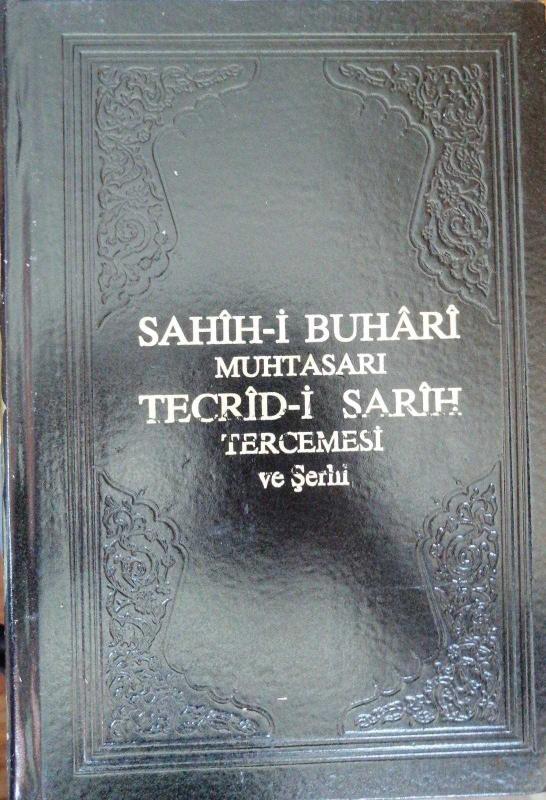 SAHÎH-İ BUHÂRÎ
MUHTASARI
TECRÎD-İ SARÎH
TERCEMESİ
ve Şerhi